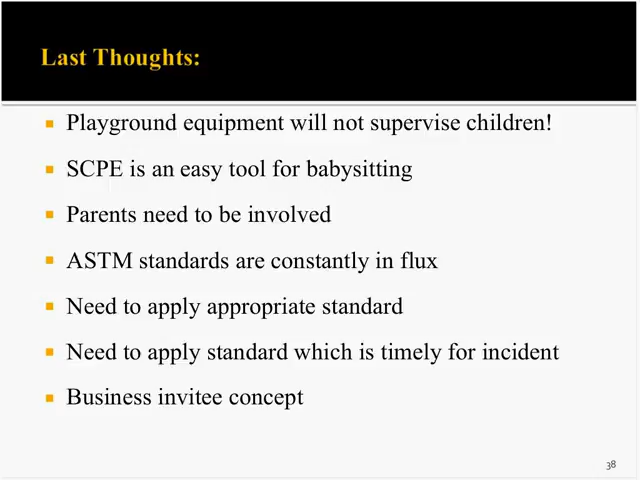 Last Thoughts:
Playground equipment will not supervise children!
SCPE is an easy tool for babysitting
Parents need to be involved
ASTM standards are constantly in flux
Need to apply appropriate standard
Need to apply standard which is timely for incident
Business invitee concept
38